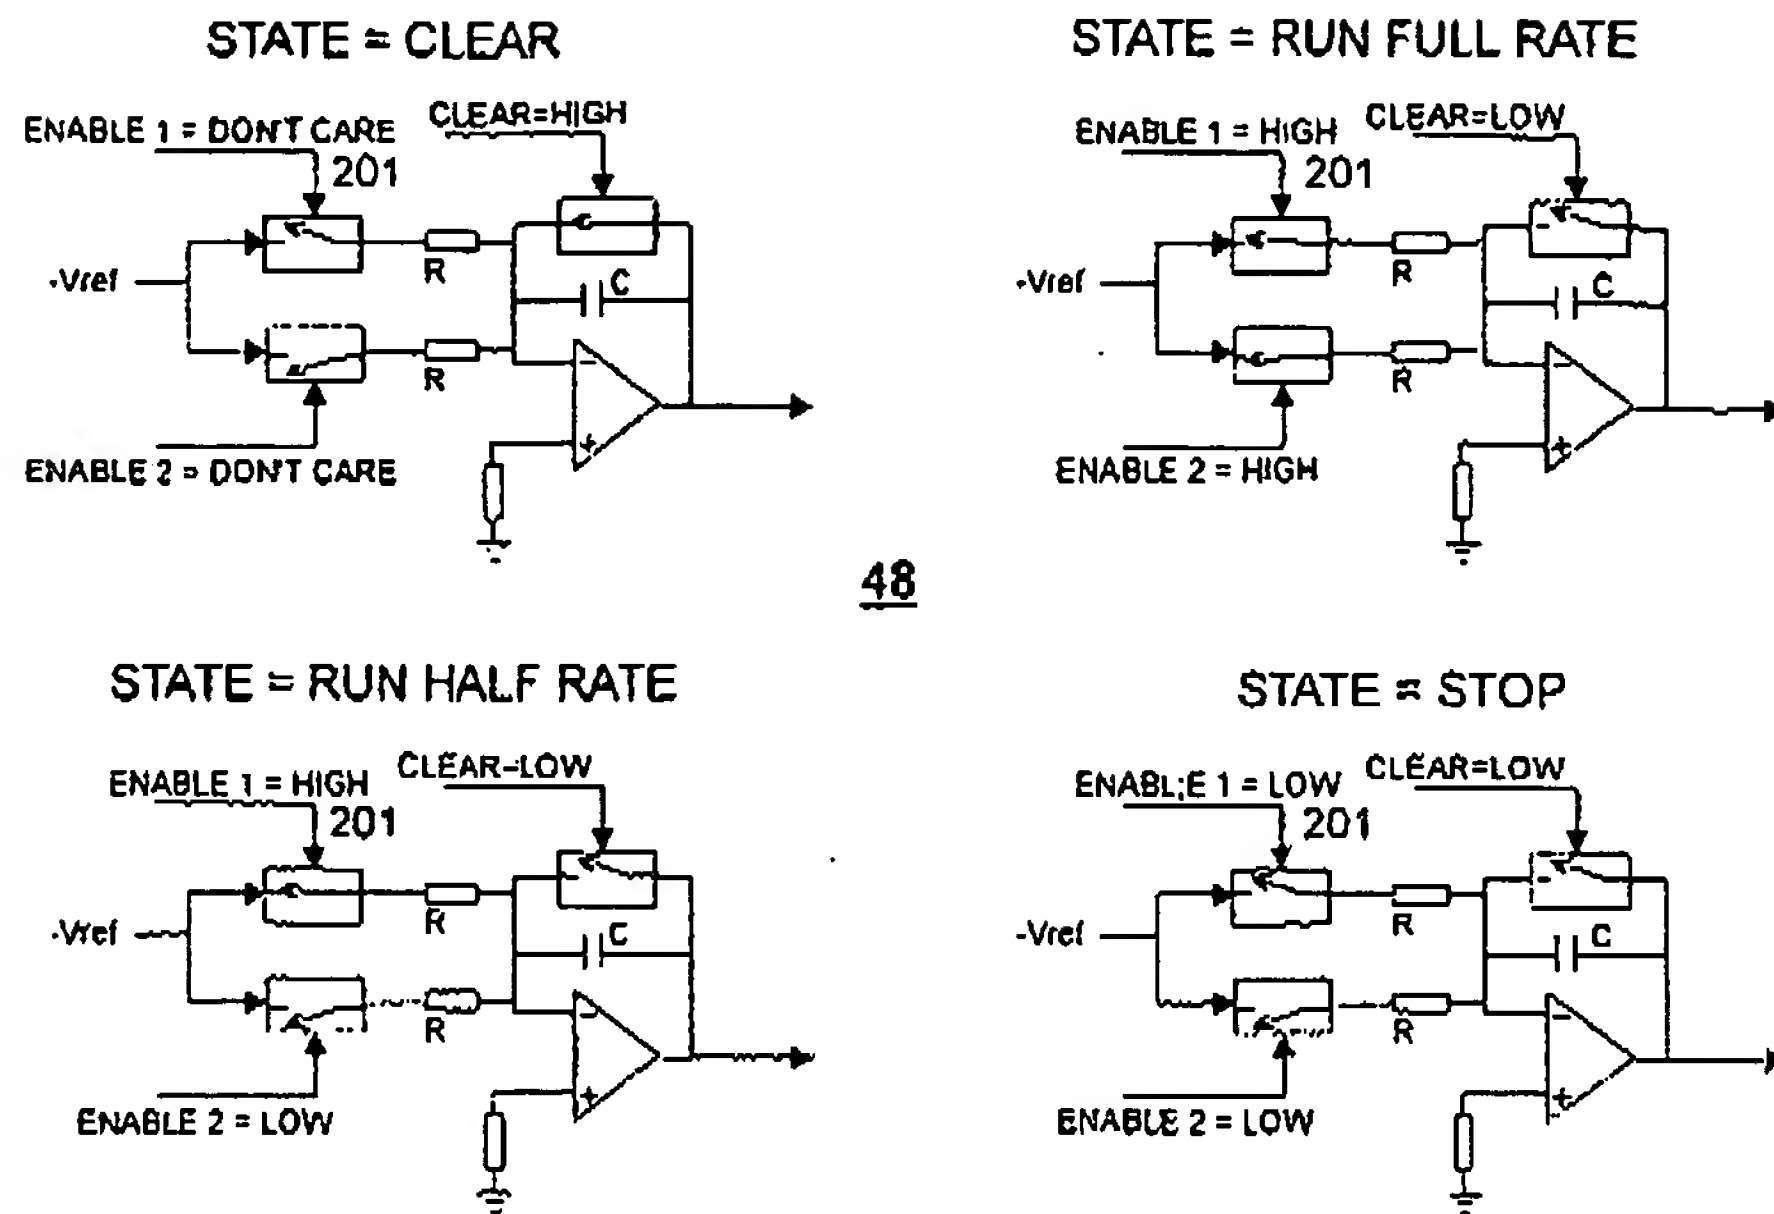 STATE = CLEAR
ENABLE 1 = DON'T CARE
CLEAR=HIGH
201
-Vref
R
C
R
-
+
ENABLE 2 = DON'T CARE
STATE = RUN FULL RATE
ENABLE 1 = HIGH
CLEAR=LOW
201
-Vref
R
C
R
-
+
ENABLE 2 = HIGH
48
STATE = RUN HALF RATE
ENABLE 1 = HIGH
CLEAR=LOW
201
-Vref
R
C
R
-
+
ENABLE 2 = LOW
STATE = STOP
ENABLE 1 = LOW
CLEAR=LOW
201
-Vref
R
C
R
-
+
ENABLE 2 = LOW